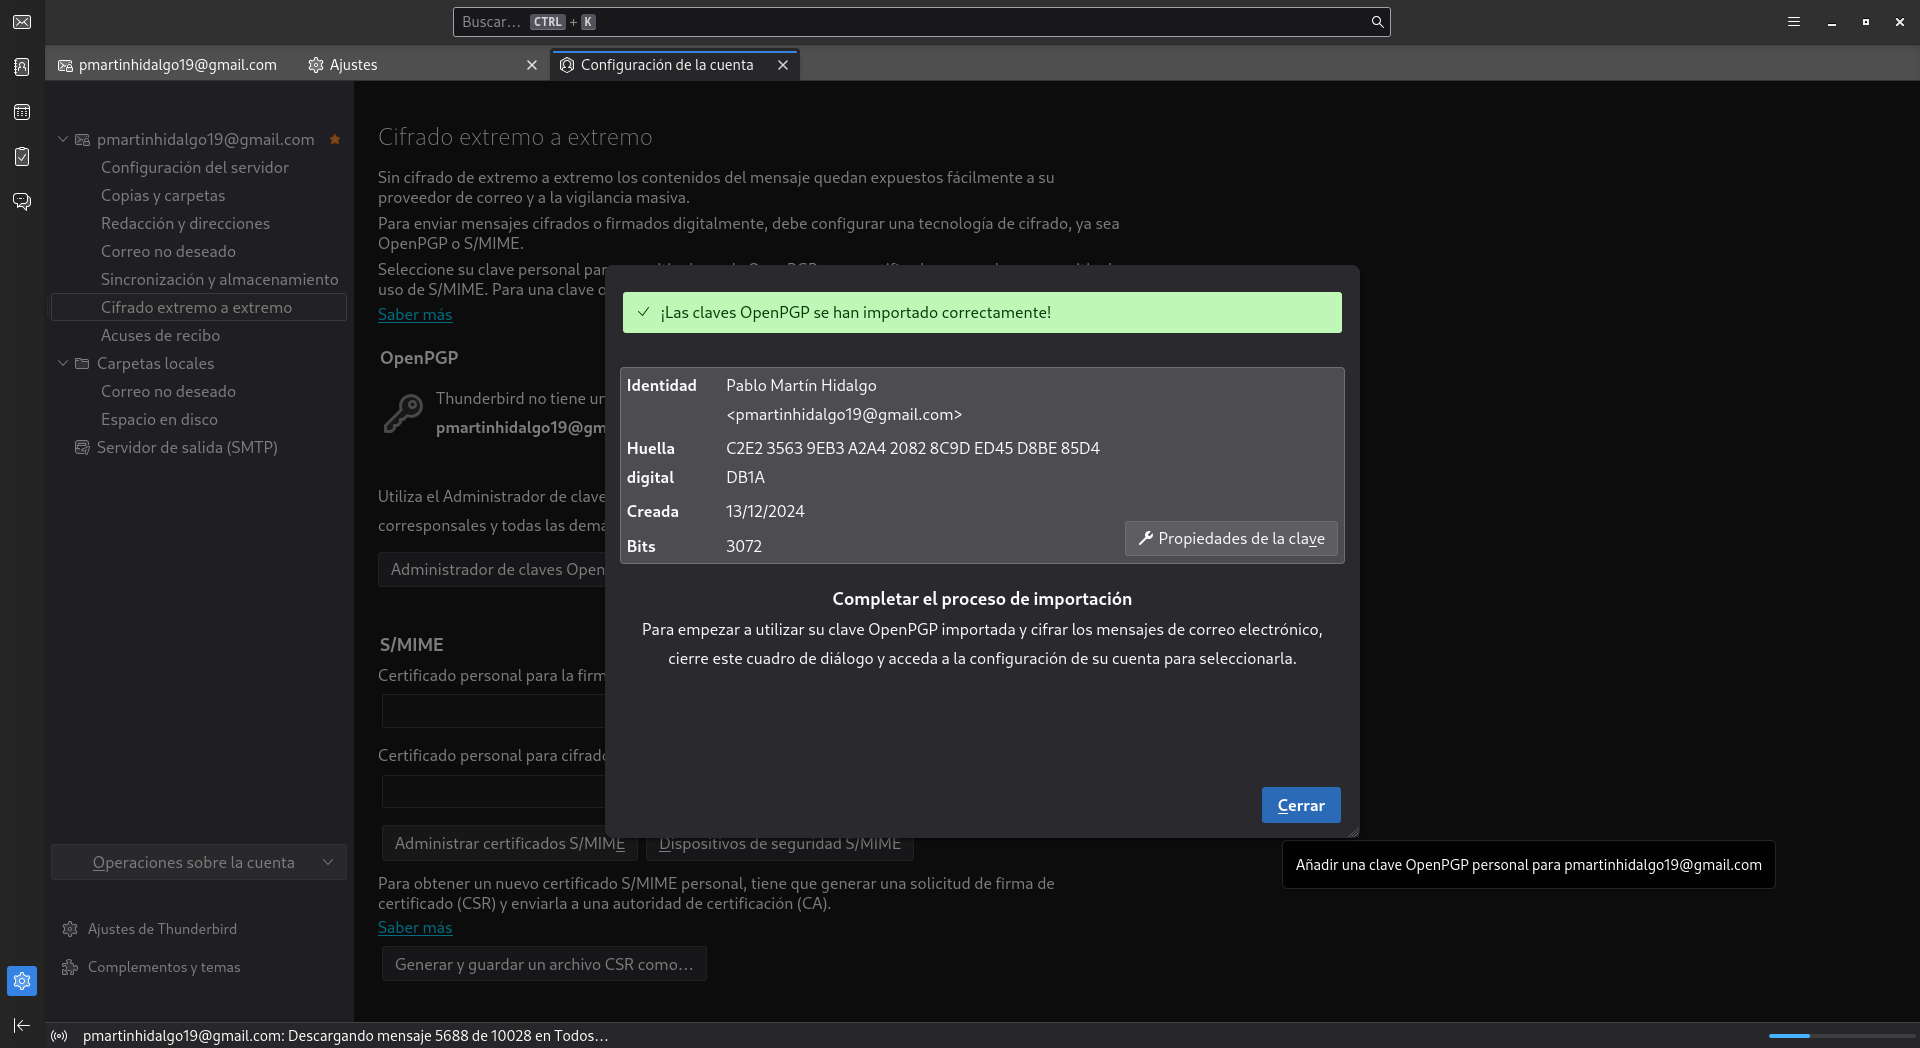 Buscar… CTRL + K
pmartinhidalgo19@gmail.com
Ajustes
Configuración de la cuenta
pmartinhidalgo19@gmail.com
Configuración del servidor
Copias y carpetas
Redacción y direcciones
Correo no deseado
Sincronización y almacenamiento
Cifrado extremo a extremo
Acuses de recibo
Carpetas locales
Correo no deseado
Espacio en disco
Servidor de salida (SMTP)
Operaciones sobre la cuenta
Ajustes de Thunderbird
Complementos y temas
Cifrado extremo a extremo
Sin cifrado de extremo a extremo los contenidos del mensaje quedan expuestos fácilmente a su
proveedor de correo y a la vigilancia masiva.
Para enviar mensajes cifrados o firmados digitalmente, debe configurar una tecnología de cifrado, ya sea
OpenPGP o S/MIME.
Seleccione su clave personal par
uso de S/MIME. Para una clave o
Saber más
OpenPGP
Thunderbird no tiene un
pmartinhidalgo19@gm
Utiliza el Administrador de clave
corresponsales y todas las dema
Administrador de claves Open
S/MIME
Certificado personal para la firm
Certificado personal para cifrado
Administrar certificados S/MIME
Dispositivos de seguridad S/MIME
Para obtener un nuevo certificado S/MIME personal, tiene que generar una solicitud de firma de
certificado (CSR) y enviarla a una autoridad de certificación (CA).
Saber más
Generar y guardar un archivo CSR como…
¡Las claves OpenPGP se han importado correctamente!
Identidad Pablo Martín Hidalgo
<pmartinhidalgo19@gmail.com>
Huella C2E2 3563 9EB3 A2A4 2082 8C9D ED45 D8BE 85D4
digital DB1A
Creada 13/12/2024
Bits 3072
Propiedades de la clave
Completar el proceso de importación
Para empezar a utilizar su clave OpenPGP importada y cifrar los mensajes de correo electrónico,
cierre este cuadro de diálogo y acceda a la configuración de su cuenta para seleccionarla.
Cerrar
Añadir una clave OpenPGP personal para pmartinhidalgo19@gmail.com
pmartinhidalgo19@gmail.com: Descargando mensaje 5688 de 10028 en Todos…